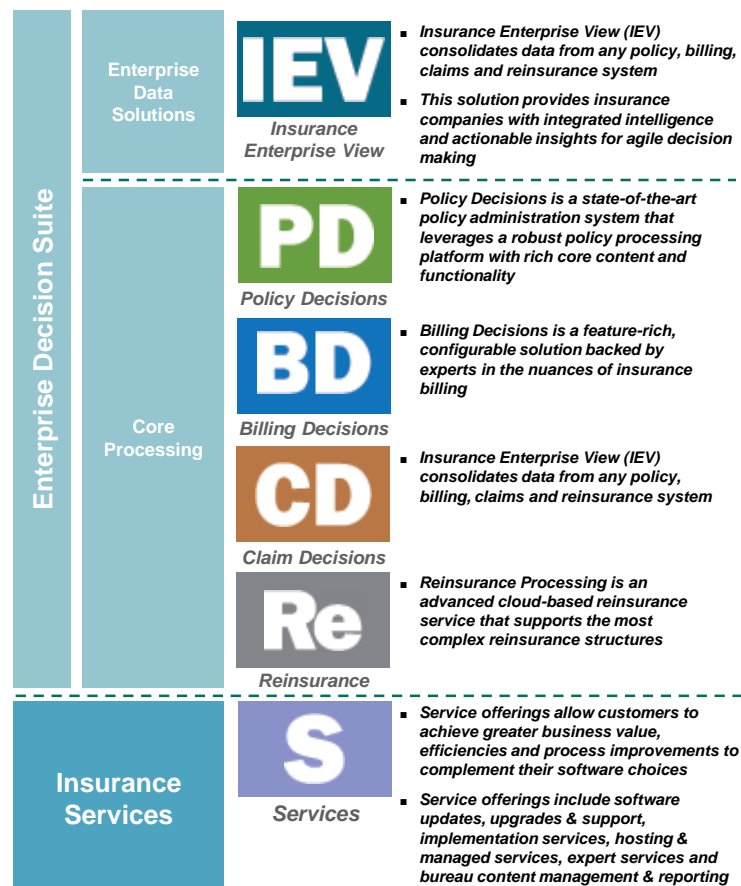 Enterprise Decision Suite
Enterprise
Data
Solutions
IEV
Insurance
Enterprise View
▪ Insurance Enterprise View (IEV)
consolidates data from any policy, billing,
claims and reinsurance system
▪ This solution provides insurance
companies with integrated intelligence
and actionable insights for agile decision
making
Core
Processing
PD
Policy Decisions
▪ Policy Decisions is a state-of-the-art
policy administration system that
leverages a robust policy processing
platform with rich core content and
functionality
BD
Billing Decisions
▪ Billing Decisions is a feature-rich,
configurable solution backed by
experts in the nuances of insurance
billing
CD
Claim Decisions
▪ Insurance Enterprise View (IEV)
consolidates data from any policy,
billing, claims and reinsurance system
Re
Reinsurance
▪ Reinsurance Processing is an
advanced cloud-based reinsurance
service that supports the most
complex reinsurance structures
Insurance
Services
S
Services
▪ Service offerings allow customers to
achieve greater business value,
efficiencies and process improvements to
complement their software choices
▪ Service offerings include software
updates, upgrades & support,
implementation services, hosting &
managed services, expert services and
bureau content management & reporting